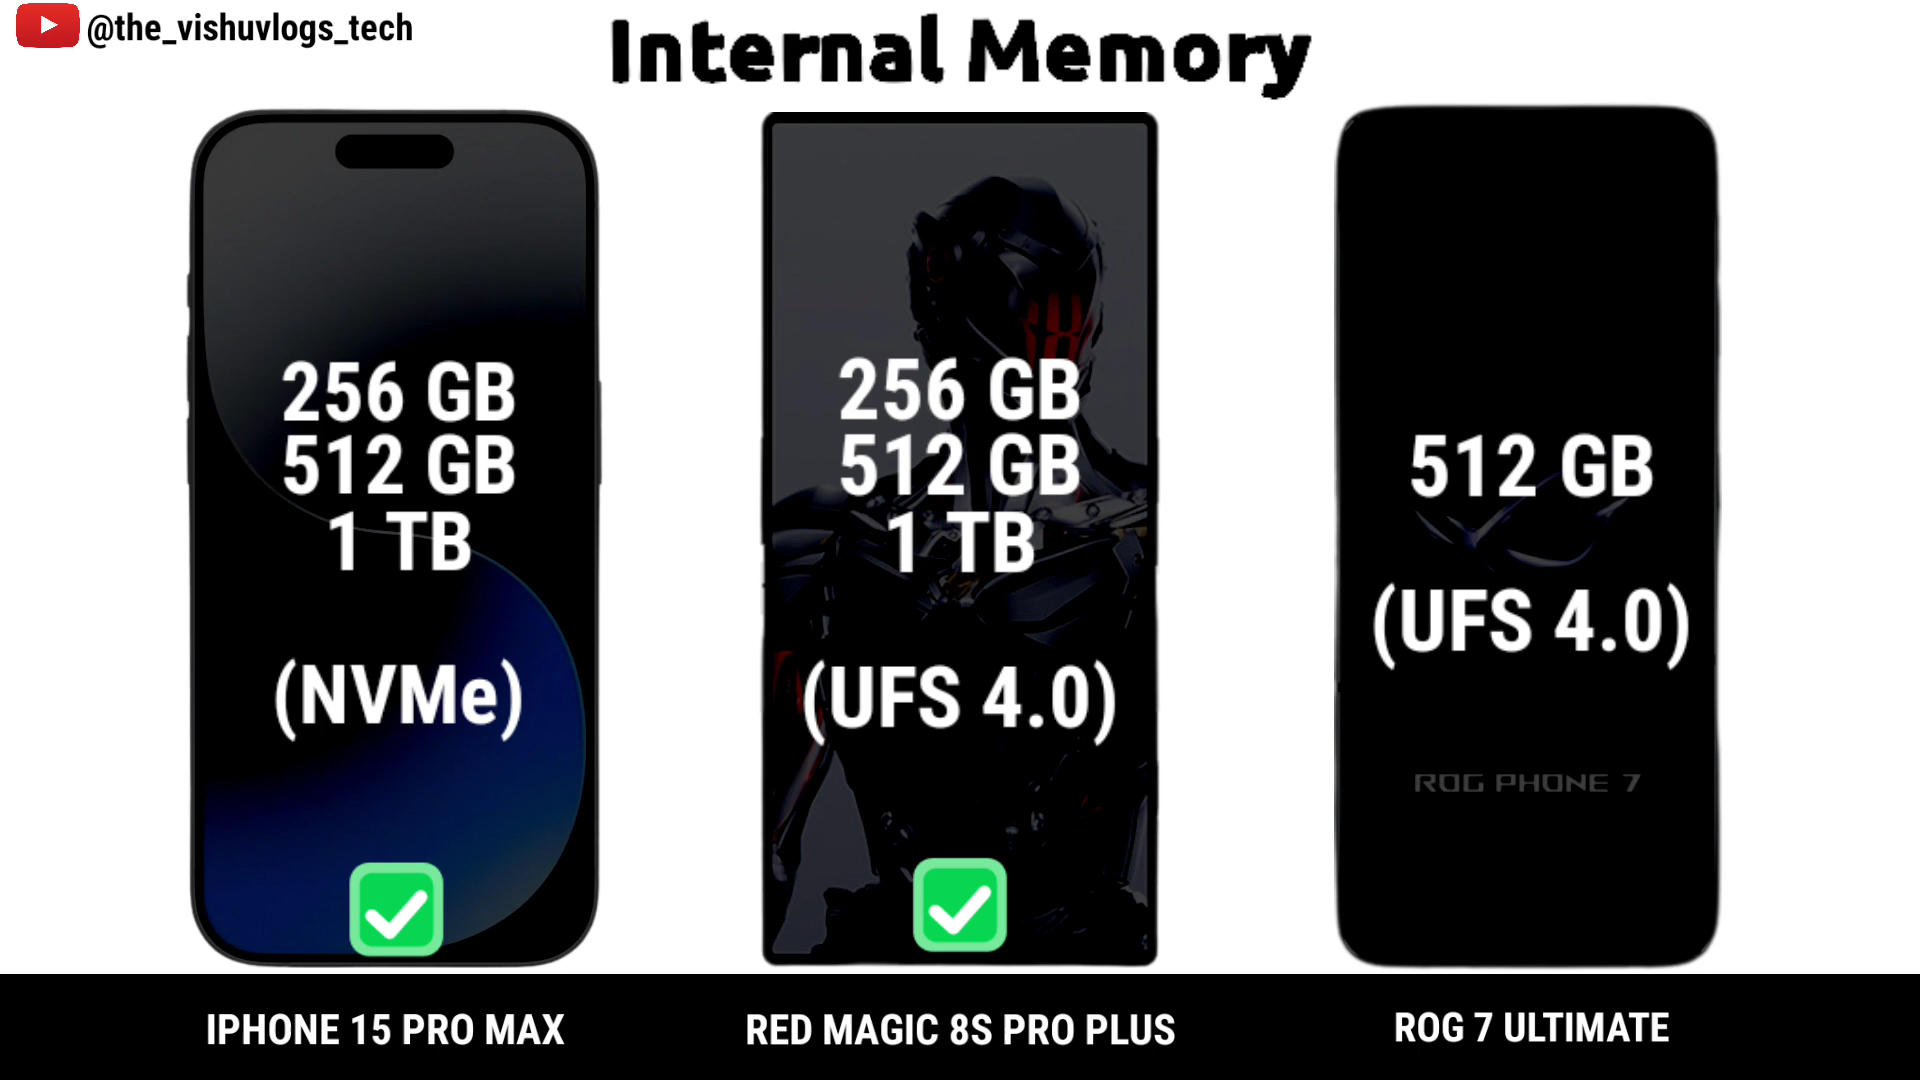 @the_vishuvlogs_tech
Internal Memory
256 GB
512 GB
1 TB
(NVMe)
256 GB
512 GB
1 TB
(UFS 4.0)
512 GB
(UFS 4.0)
ROG PHONE 7
IPHONE 15 PRO MAX
RED MAGIC 8S PRO PLUS
ROG 7 ULTIMATE